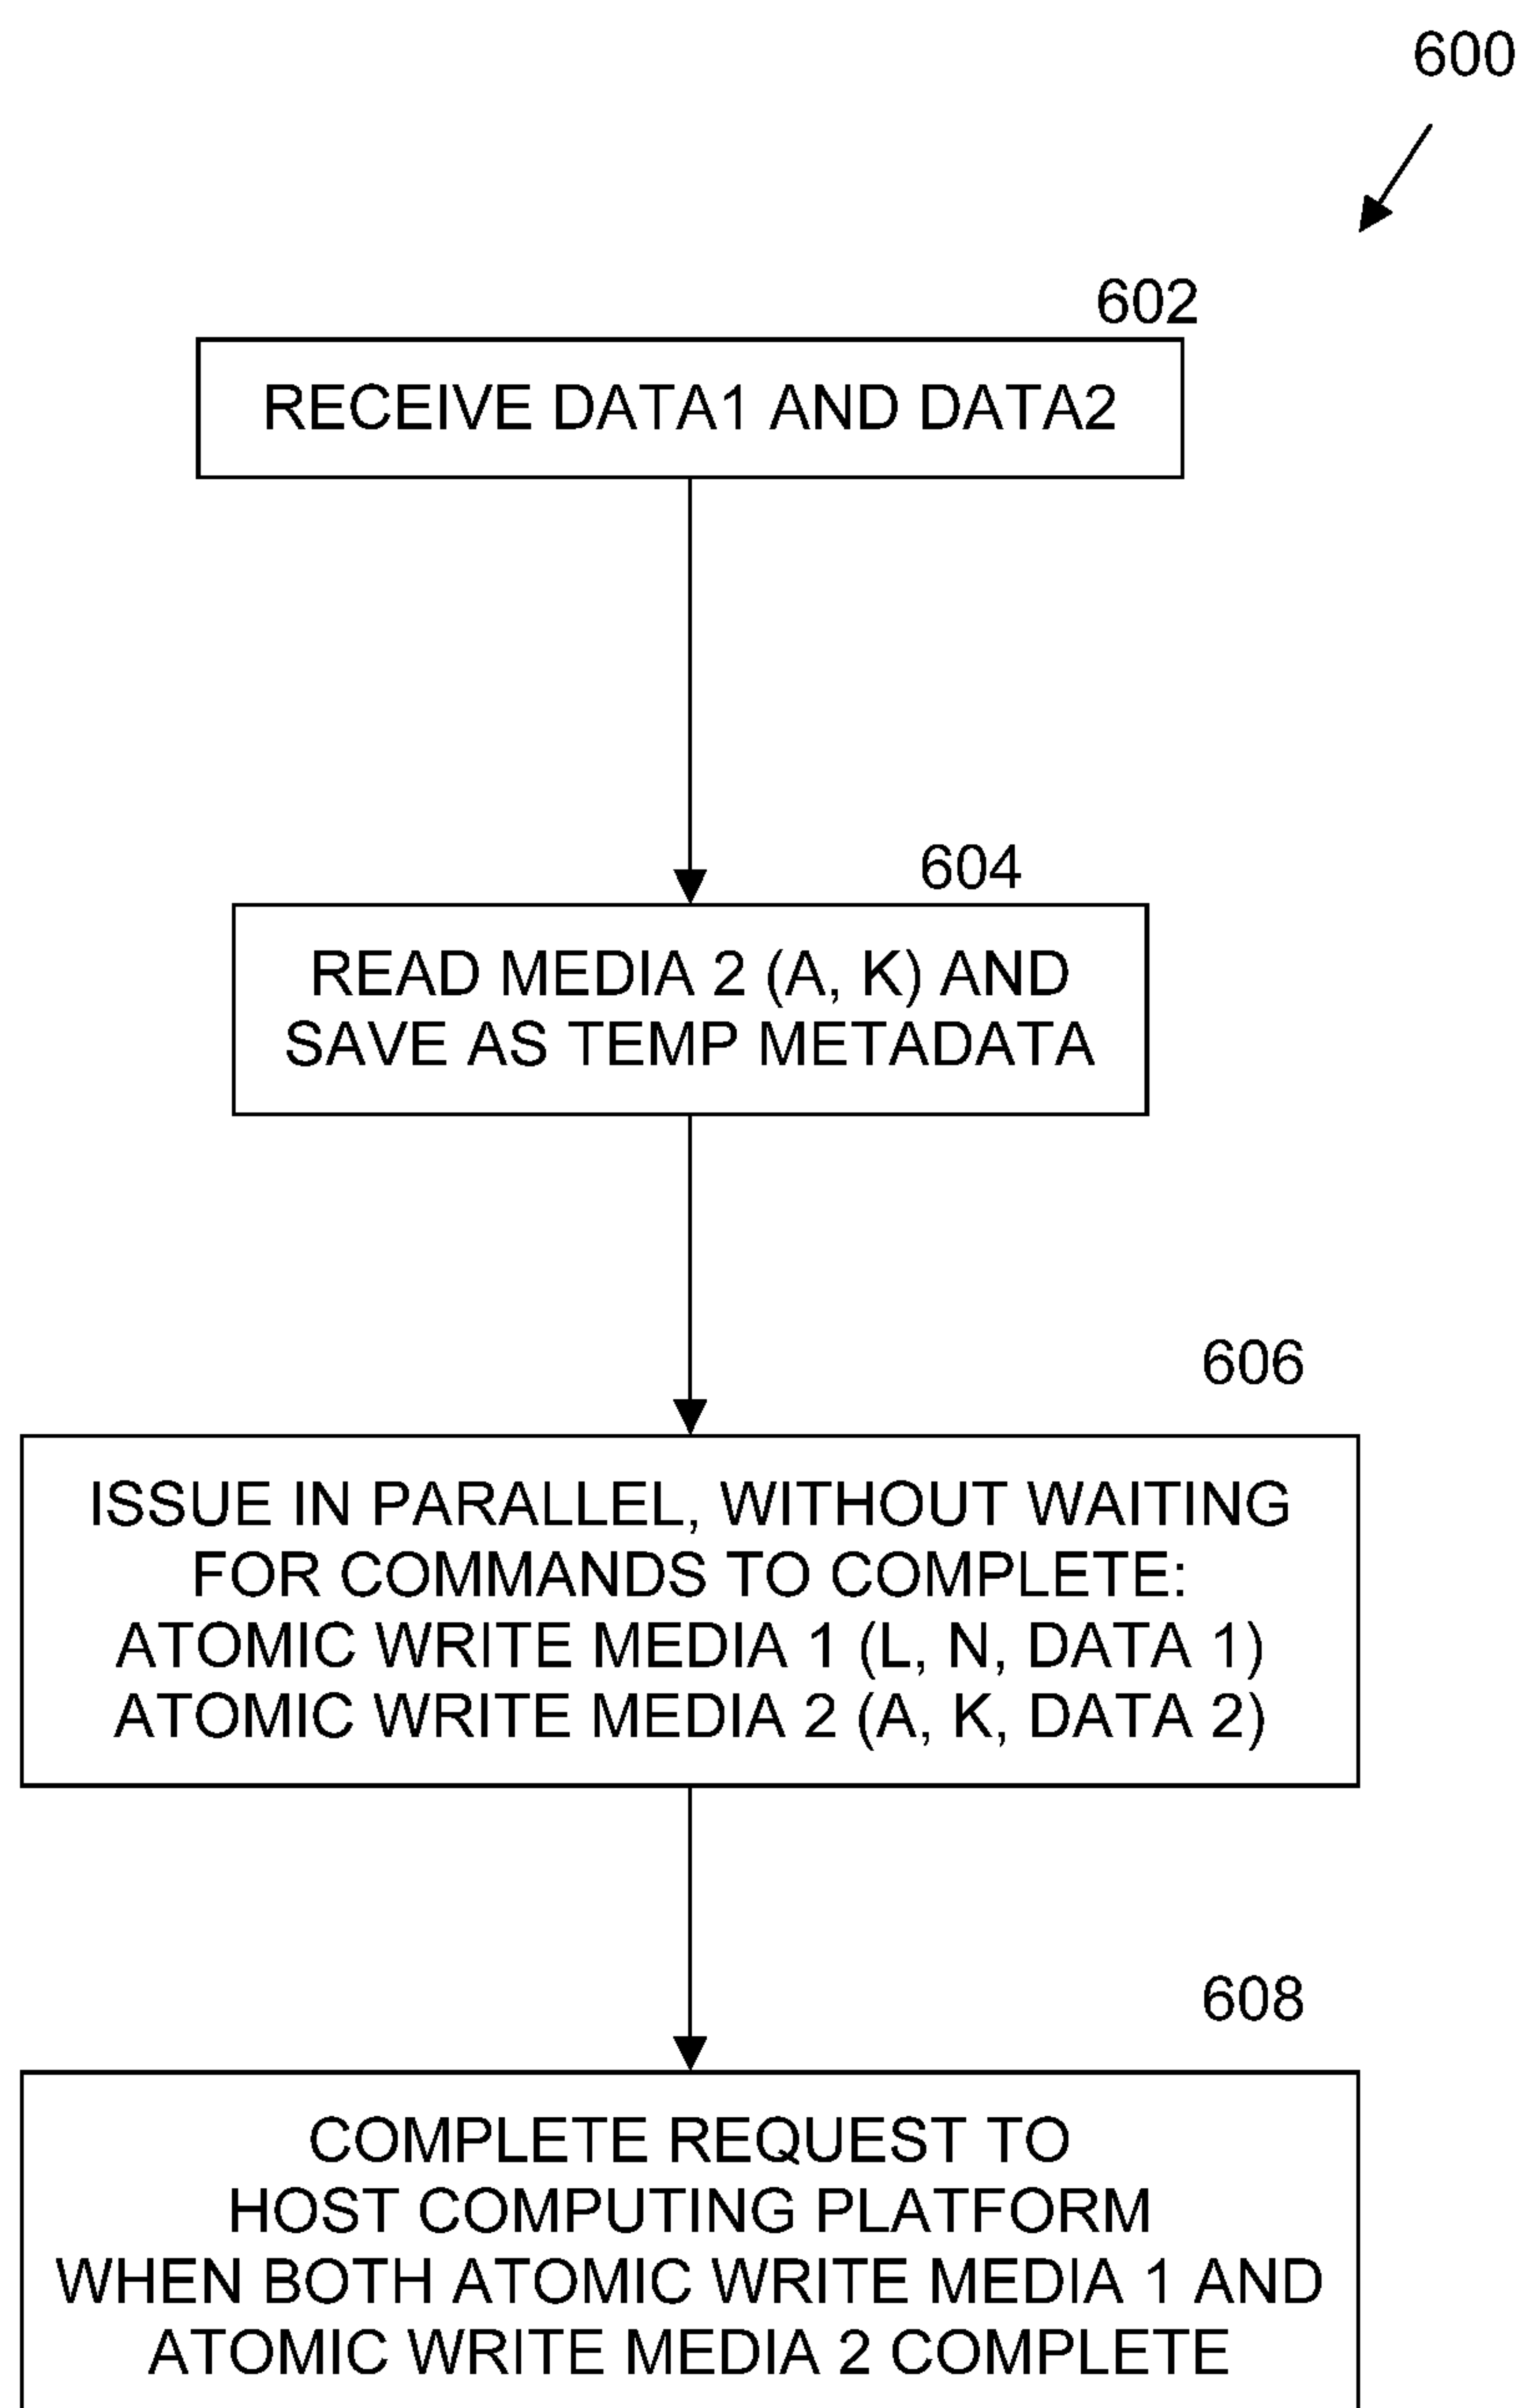 600
602
RECEIVE DATA1 AND DATA2
604
READ MEDIA 2 (A, K) AND
SAVE AS TEMP METADATA
606
ISSUE IN PARALLEL, WITHOUT WAITING
FOR COMMANDS TO COMPLETE:
ATOMIC WRITE MEDIA 1 (L, N, DATA 1)
ATOMIC WRITE MEDIA 2 (A, K, DATA 2)
608
COMPLETE REQUEST TO
HOST COMPUTING PLATFORM
WHEN BOTH ATOMIC WRITE MEDIA 1 AND
ATOMIC WRITE MEDIA 2 COMPLETE